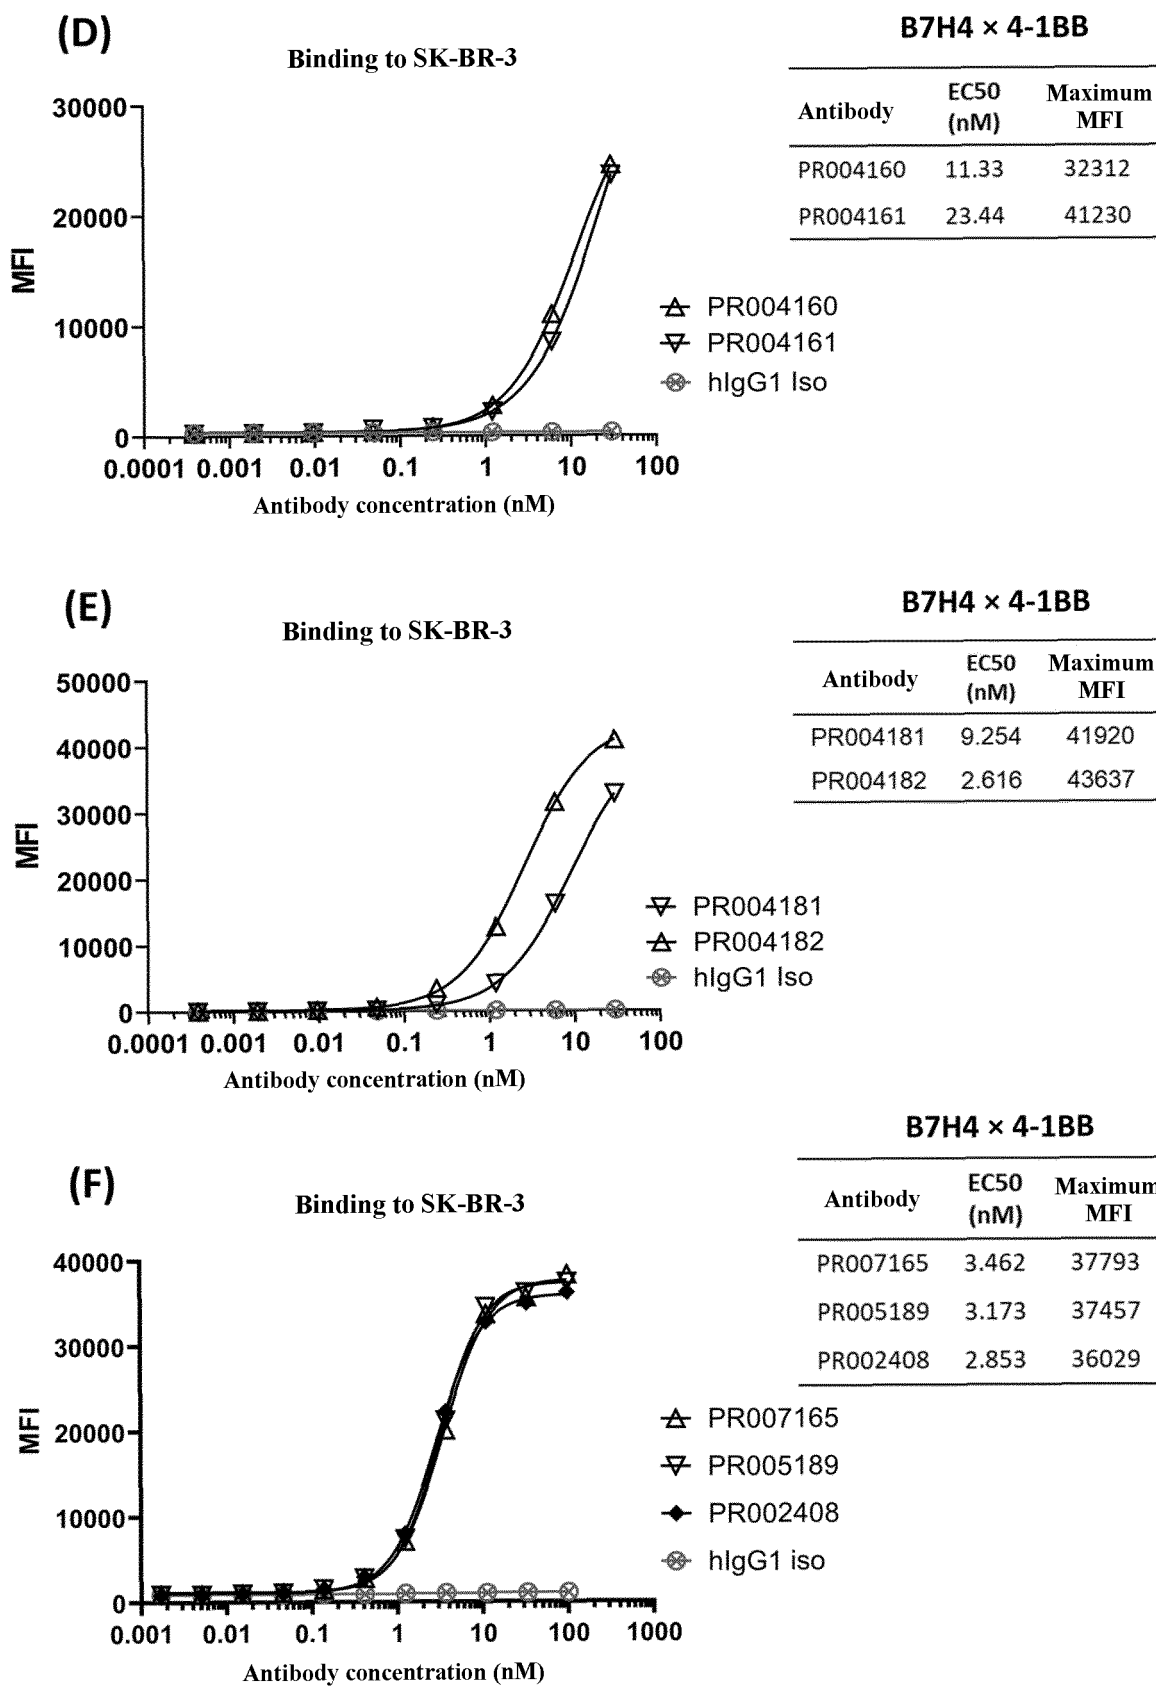 (D)
Binding to SK-BR-3
B7H4 × 4-1BB
Antibody EC50 (nM) Maximum MFI
PR004160 11.33 32312
PR004161 23.44 41230
30000
20000
10000
0
MFI
0.0001 0.001 0.01 0.1 1 10 100
Antibody concentration (nM)
PR004160
PR004161
hIgG1 Iso
(E)
Binding to SK-BR-3
B7H4 × 4-1BB
Antibody EC50 (nM) Maximum MFI
PR004181 9.254 41920
PR004182 2.616 43637
50000
40000
30000
20000
10000
0
MFI
0.0001 0.001 0.01 0.1 1 10 100
Antibody concentration (nM)
PR004181
PR004182
hIgG1 Iso
(F)
Binding to SK-BR-3
B7H4 × 4-1BB
Antibody EC50 (nM) Maximum MFI
PR007165 3.462 37793
PR005189 3.173 37457
PR002408 2.853 36029
40000
30000
20000
10000
0
MFI
0.001 0.01 0.1 1 10 100 1000
Antibody concentration (nM)
PR007165
PR005189
PR002408
hIgG1 iso